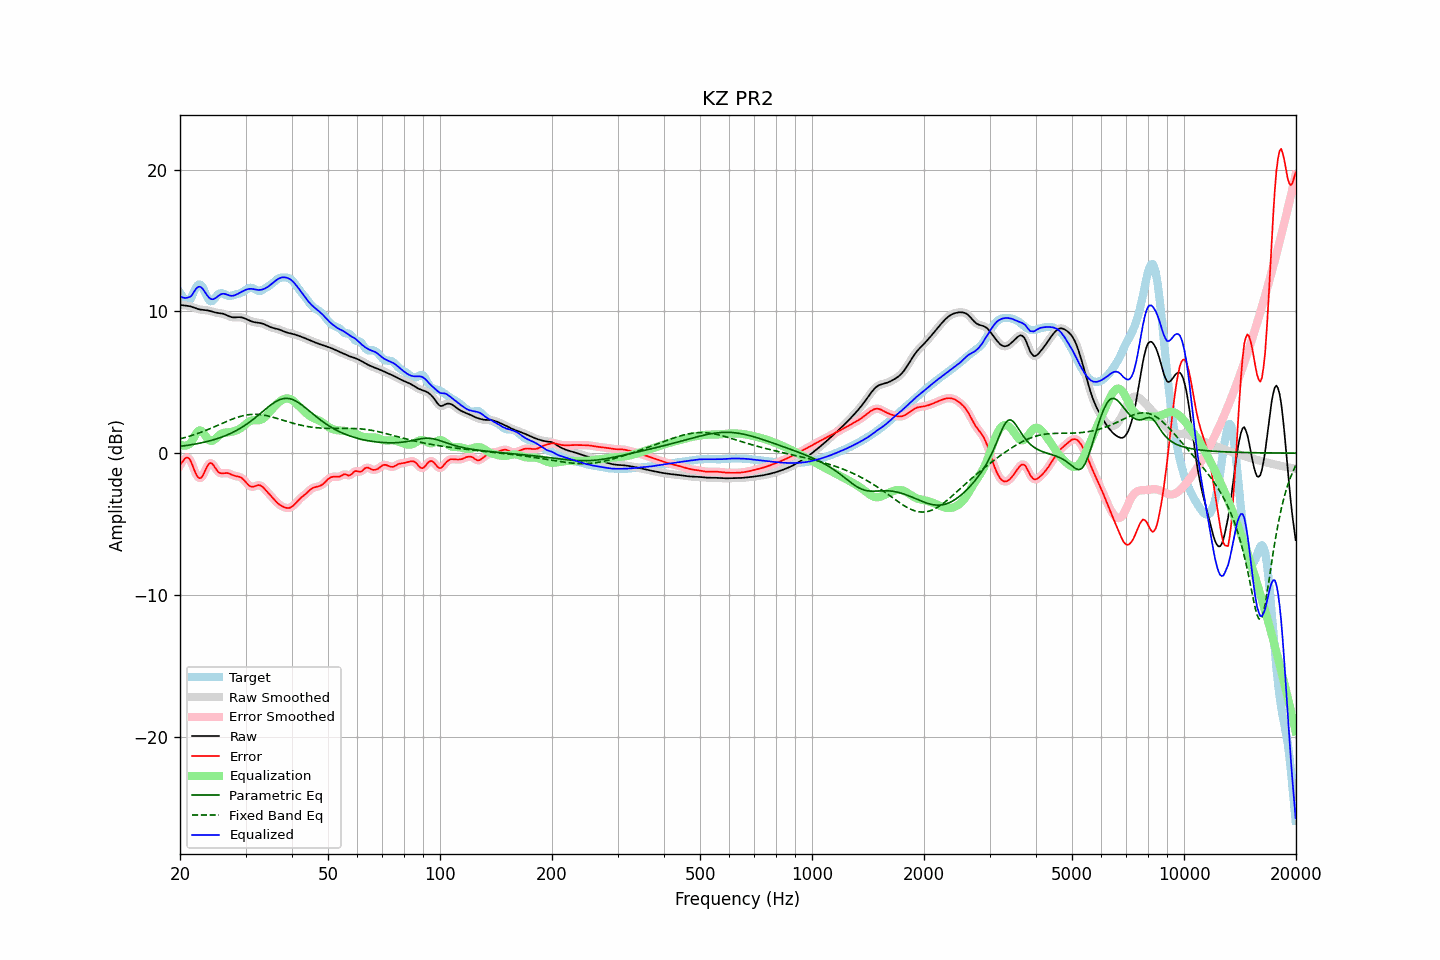 KZ PR2
Amplitude (dBr)
20
10
0
−10
−20
Target
Raw Smoothed
Error Smoothed
Raw
Error
Equalization
Parametric Eq
Fixed Band Eq
Equalized
20 50 100 200 500 1000 2000 5000 10000 20000
Frequency (Hz)